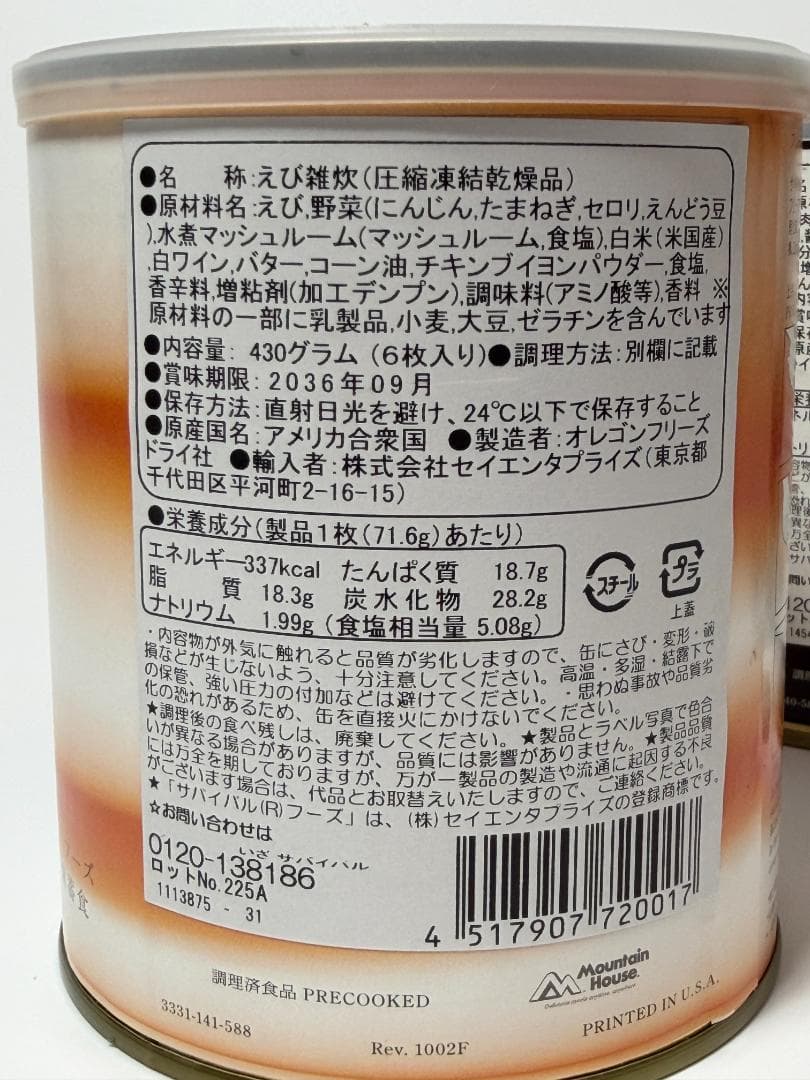 ●名　　称:えび雑炊(圧縮凍結乾燥品)
●原材料名:えび,野菜(にんじん,たまねぎ,セロリ,えんどう豆
),水煮マッシュルーム(マッシュルーム,食塩),白米(米国産)
,白ワイン,バター,コーン油,チキンブイヨンパウダー,食塩,
香辛料,増粘剤(加工デンプン),調味料(アミノ酸等),香料 ※
原材料の一部に乳製品,小麦,大豆,ゼラチンを含んでいます
●内容量: 430グラム (6枚入り)●調理方法:別欄に記載
●賞味期限:2036年09月
●保存方法:直射日光を避け、24℃以下で保存すること
●原産国名:アメリカ合衆国 ●製造者:オレゴンフリーズ
ドライ社 ●輸入者:株式会社セイエンタプライズ(東京都
千代田区平河町2-16-15)
●栄養成分(製品1枚(71.6g)あたり)
エネルギー337kcal たんぱく質 18.7g
脂　質 18.3g 炭水化物 28.2g
ナトリウム 1.99g (食塩相当量 5.08g)
スチール
プラ
上蓋
・内容物が外気に触れると品質が劣化しますので、缶にさび・変形・破
損などが生じないよう、十分注意してください。高温・多湿・結露下で
の保管、強い圧力の付加などは避けてください。・思わぬ事故や品質劣
化の恐れがあるため、缶を直接火にかけないでください。
★調理後の食べ残しは、廃棄してください。★製品とラベル写真で色合
いが異なる場合がありますが、品質には影響がありません。★製品品質
には万全を期しておりますが、万が一製品の製造や流通に起因する不良
がございます場合は、代品とお取替えいたしますので、ご連絡ください。
★「サバイバル(R)フーズ」は、(株)セイエンタプライズの登録商標です。
☆お問い合わせは
いざ サバイバル
0120-138186
ロットNo.225A
1113875 - 31
4 517907 720017
調理済食品 PRECOOKED
3331-141-588
Rev. 1002F
Mountain
House
PRINTED IN U.S.A.